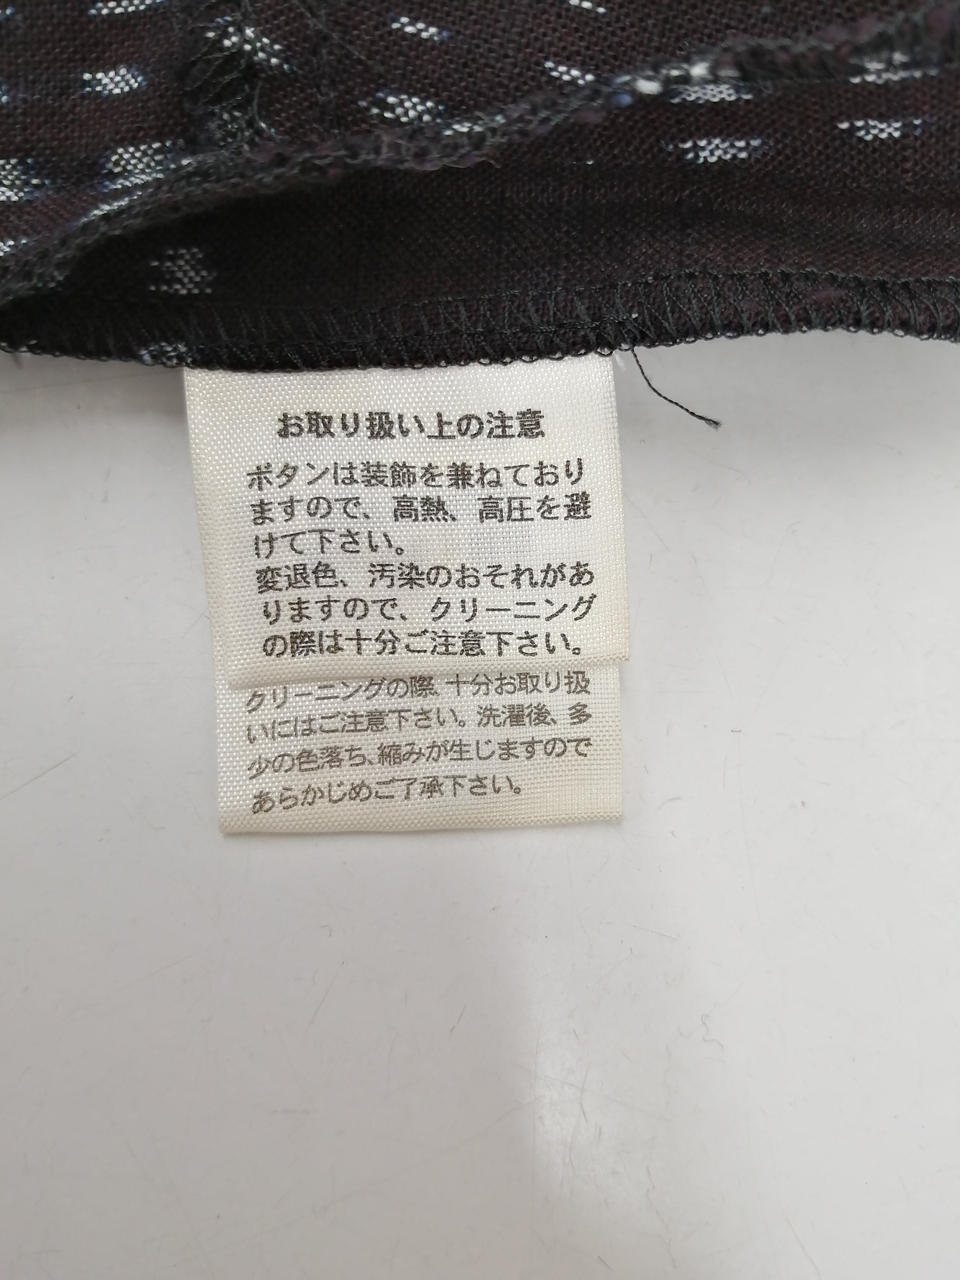 お取り扱い上の注意
ボタンは装飾を兼ねており
ますので、高熱、高圧を避
けて下さい。
変退色、汚染のおそれがあ
りますので、クリーニング
の際は十分ご注意下さい。
クリーニングの際、十分お取り扱
いにはご注意下さい。洗濯後、多
少の色落ち、縮みが生じますので
あらかじめご了承下さい。